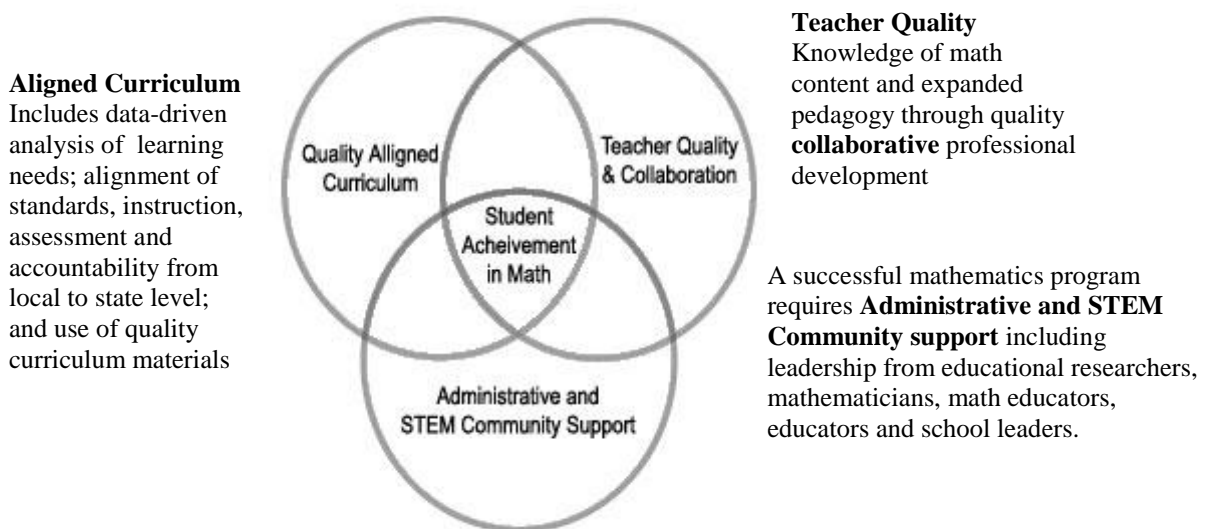 Aligned Curriculum
Includes data-driven
analysis of learning
needs; alignment of
standards, instruction,
assessment and
accountability from
local to state level;
and use of quality
curriculum materials
Quality Alligned
Curriculum
Teacher Quality
& Collaboration
Student
Acheivement
in Math
Administrative and
STEM Community Support
Teacher Quality
Knowledge of math
content and expanded
pedagogy through quality
collaborative professional
development
A successful mathematics program
requires Administrative and STEM
Community support including
leadership from educational researchers,
mathematicians, math educators,
educators and school leaders.